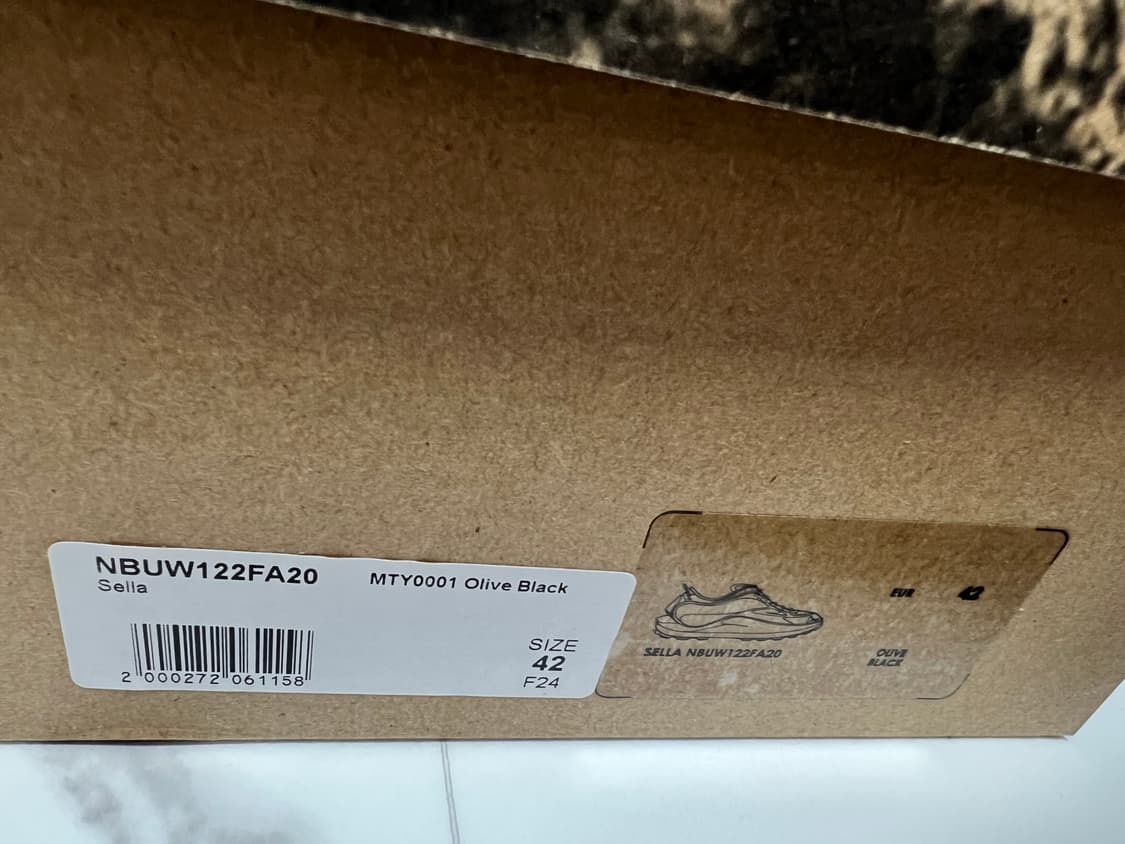 NBUW122FA20
Sella
MTY0001 Olive Black
2 000272 061158
SIZE
42
F24
EUR 42
SELLA NBUW122FA20
OLIVE
BLACK